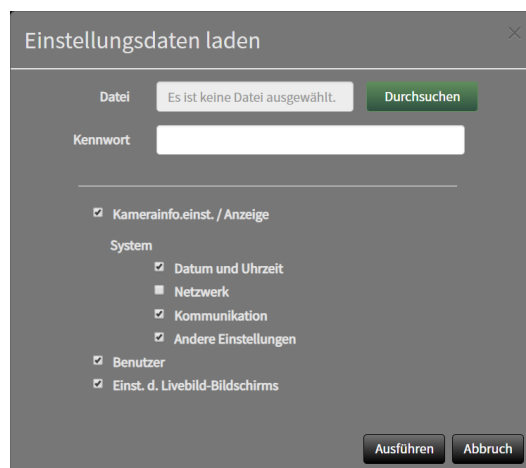 Einstellungsdaten laden
Datei Es ist keine Datei ausgewählt. Durchsuchen
Kennwort
Kamerainfo.einst. / Anzeige
System
Datum und Uhrzeit
Netzwerk
Kommunikation
Andere Einstellungen
Benutzer
Einst. d. Livebild-Bildschirms
Ausführen Abbruch